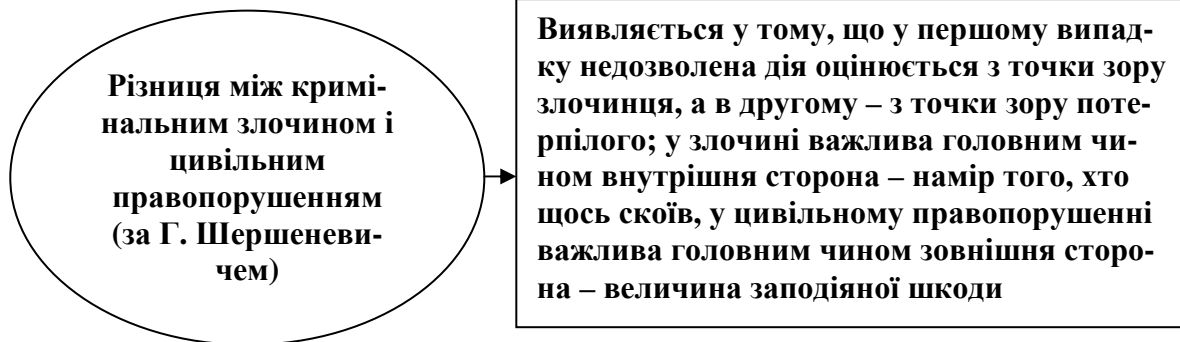 Різниця між кримі-
нальним злочином і
цивільним
правопорушенням
(за Г. Шершеневи-
чем)
Виявляється у тому, що у першому випад-
ку недозволена дія оцінюється з точки зору
злочинця, а в другому – з точки зору поте-
рпілого; у злочині важлива головним чи-
ном внутрішня сторона – намір того, хто
щось скоїв, у цивільному правопорушенні
важлива головним чином зовнішня сторо-
на – величина заподіяної шкоди